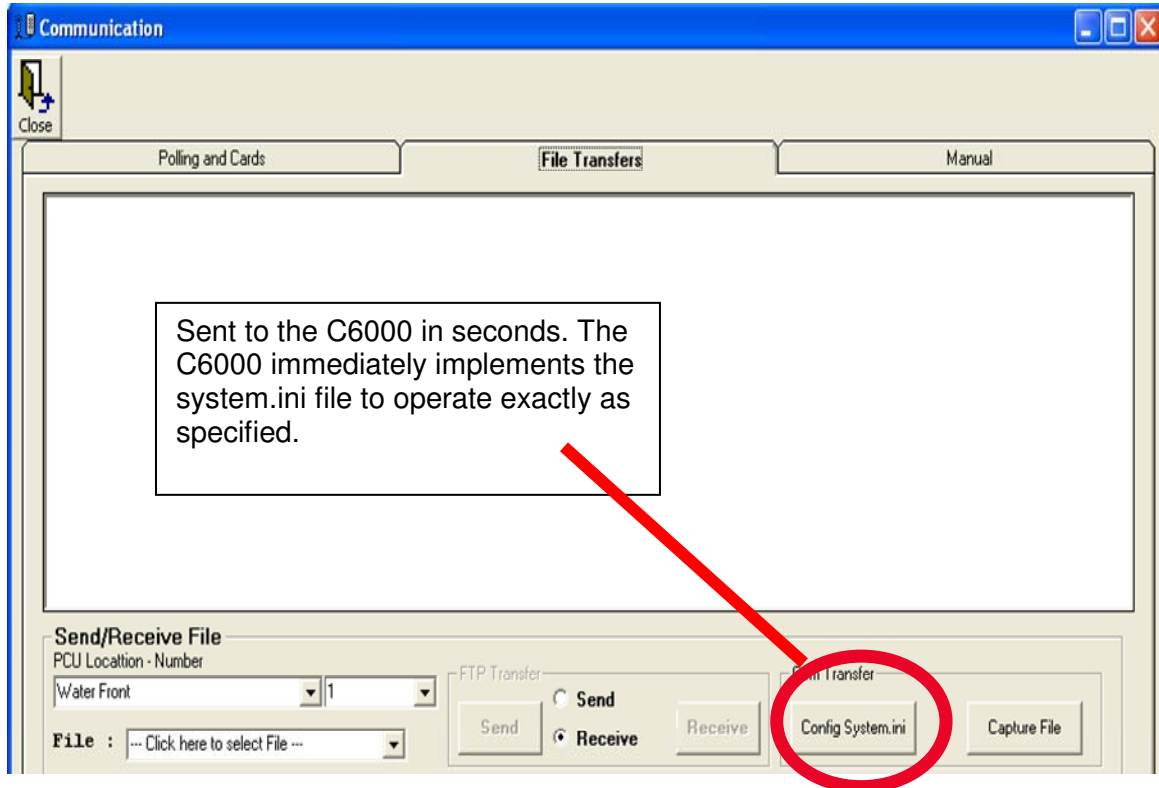 Communication
Close
Polling and Cards
File Transfers
Manual
Sent to the C6000 in seconds. The
C6000 immediately implements the
system.ini file to operate exactly as
specified.
Send/Receive File
PCU Locattion - Number
Water Front
1
File :
--- Click here to select File ---
FTP Transfer
Send
Send
Receive
Receive
Transfer
Config System.ini
Capture File